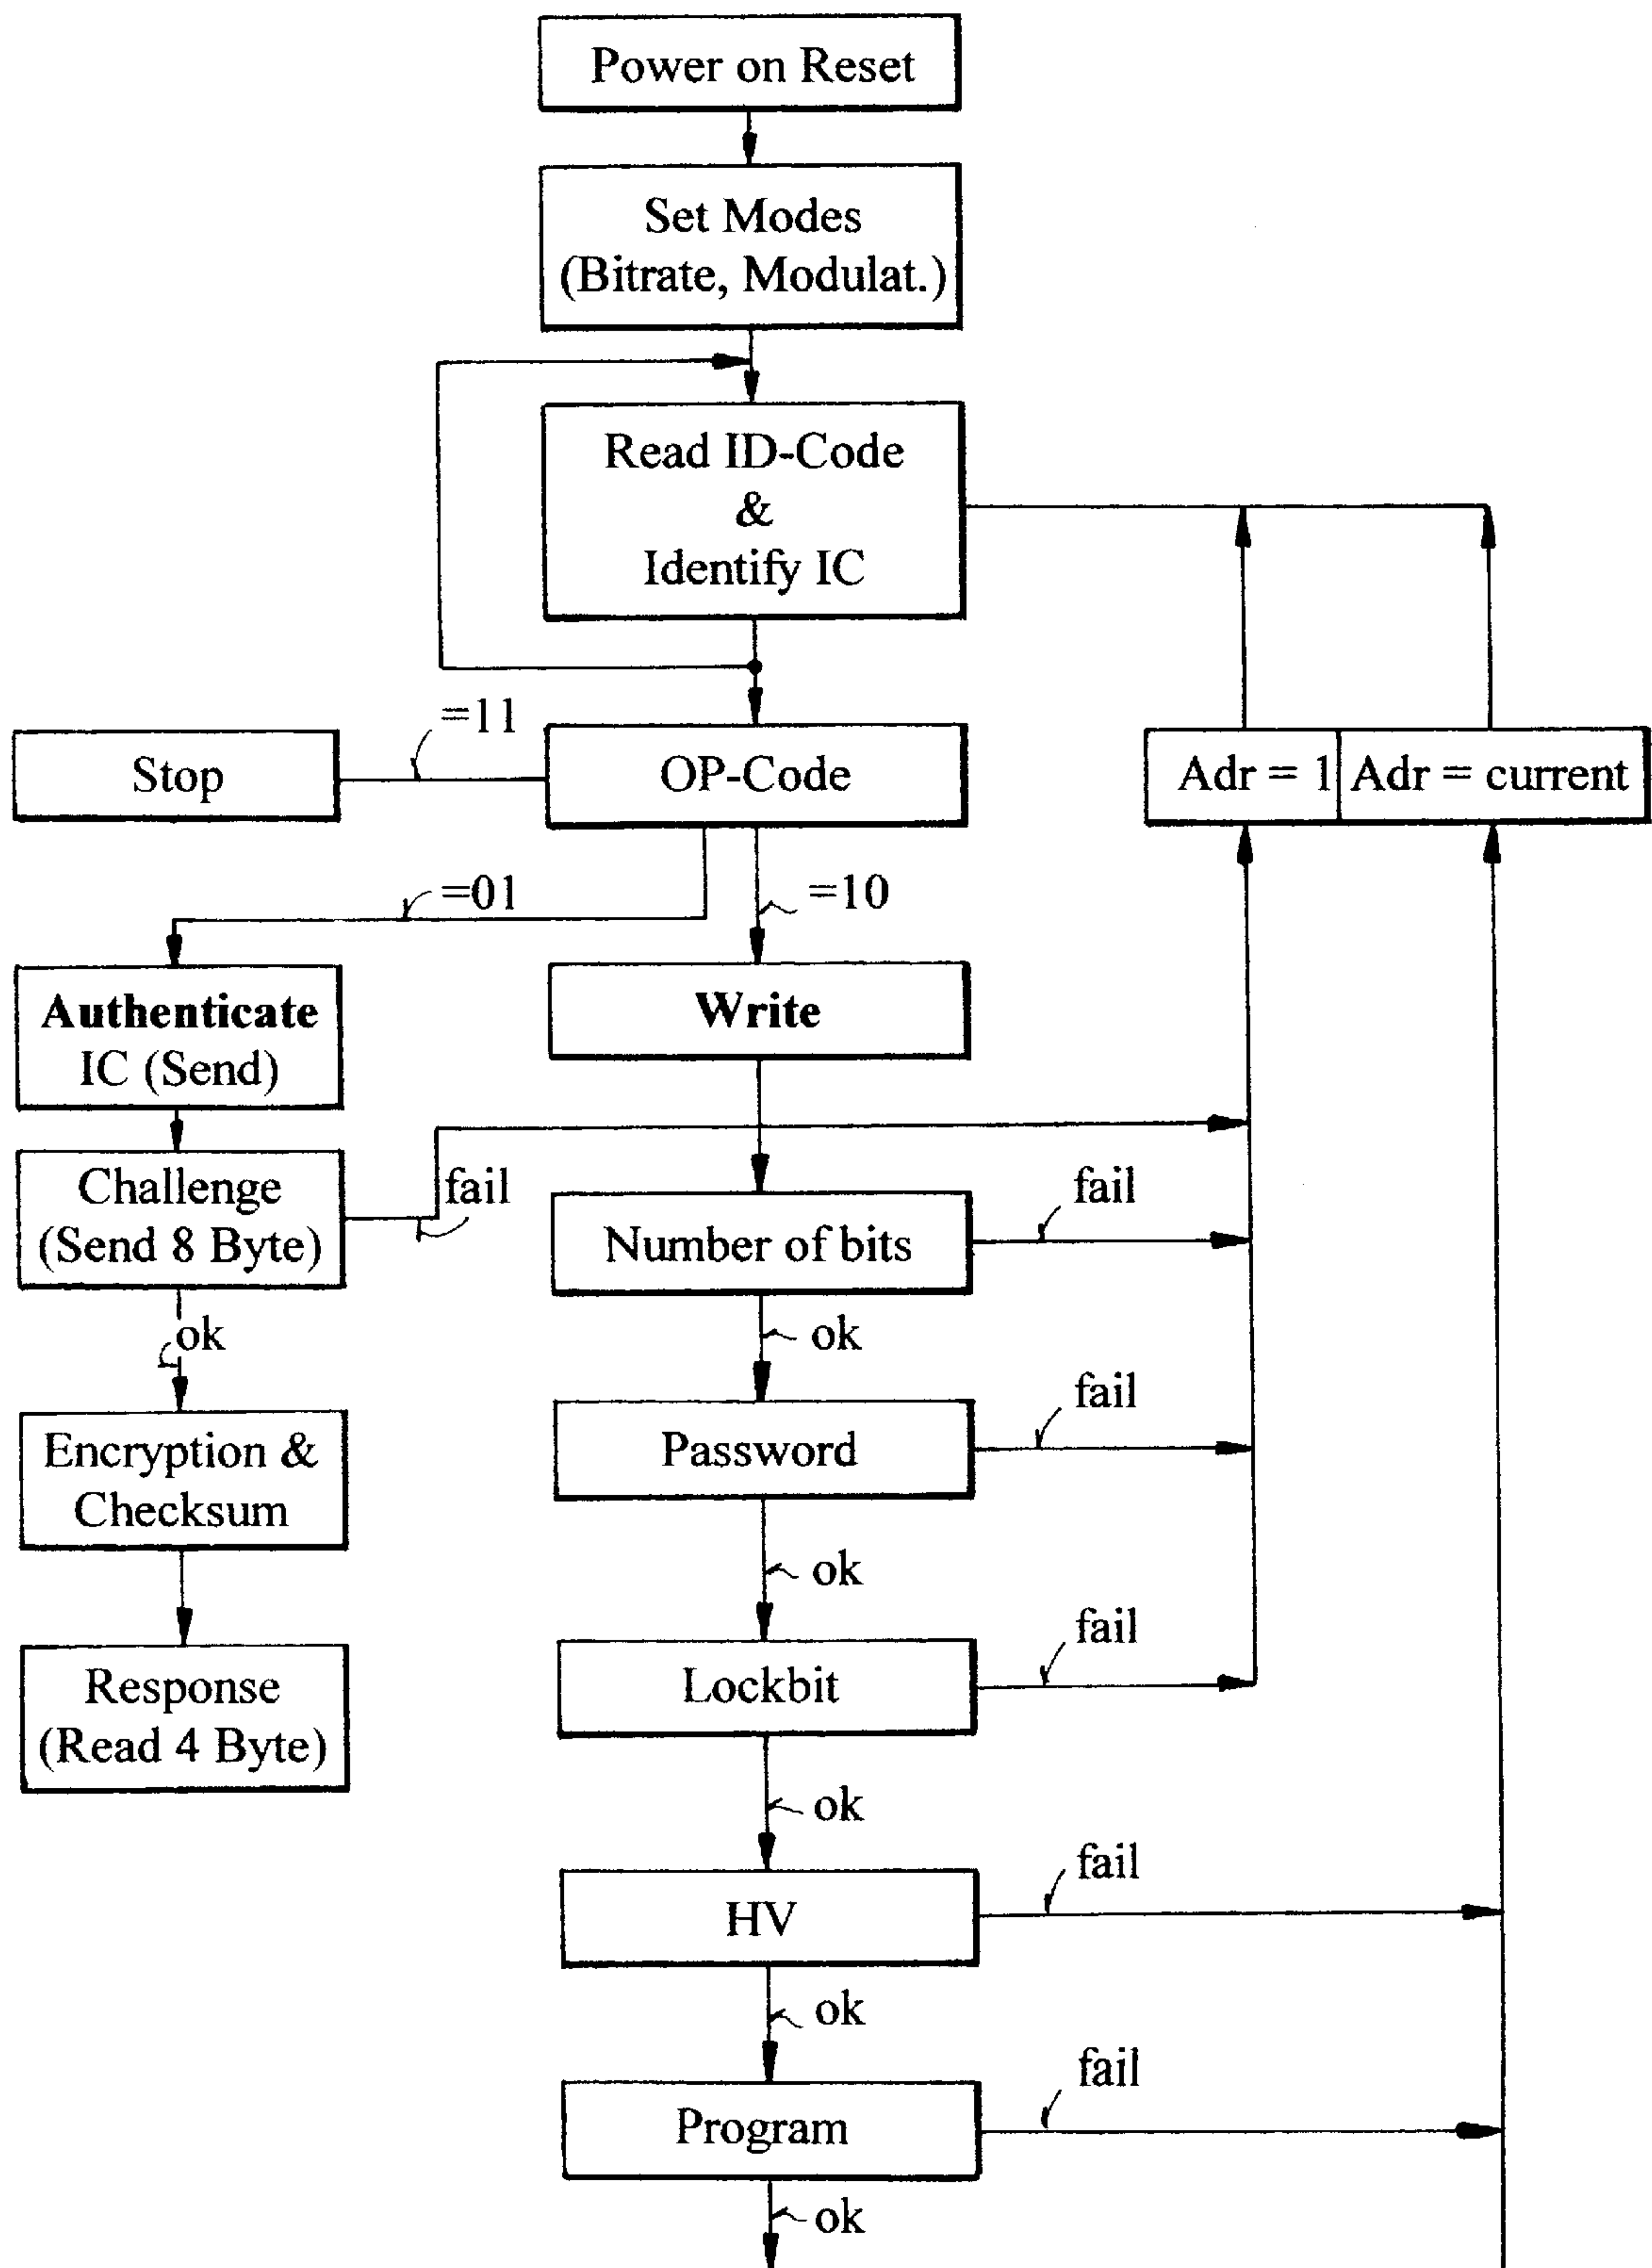 Power on Reset
Set Modes
(Bitrate, Modulat.)
Read ID-Code
&
Identify IC
=11
Stop
OP-Code
Adr = 1
Adr = current
=01
=10
Authenticate
IC (Send)
Write
Challenge
(Send 8 Byte)
fail
Number of bits
fail
ok
ok
Password
fail
Encryption &
Checksum
ok
Response
(Read 4 Byte)
Lockbit
fail
ok
HV
fail
ok
Program
fail
ok